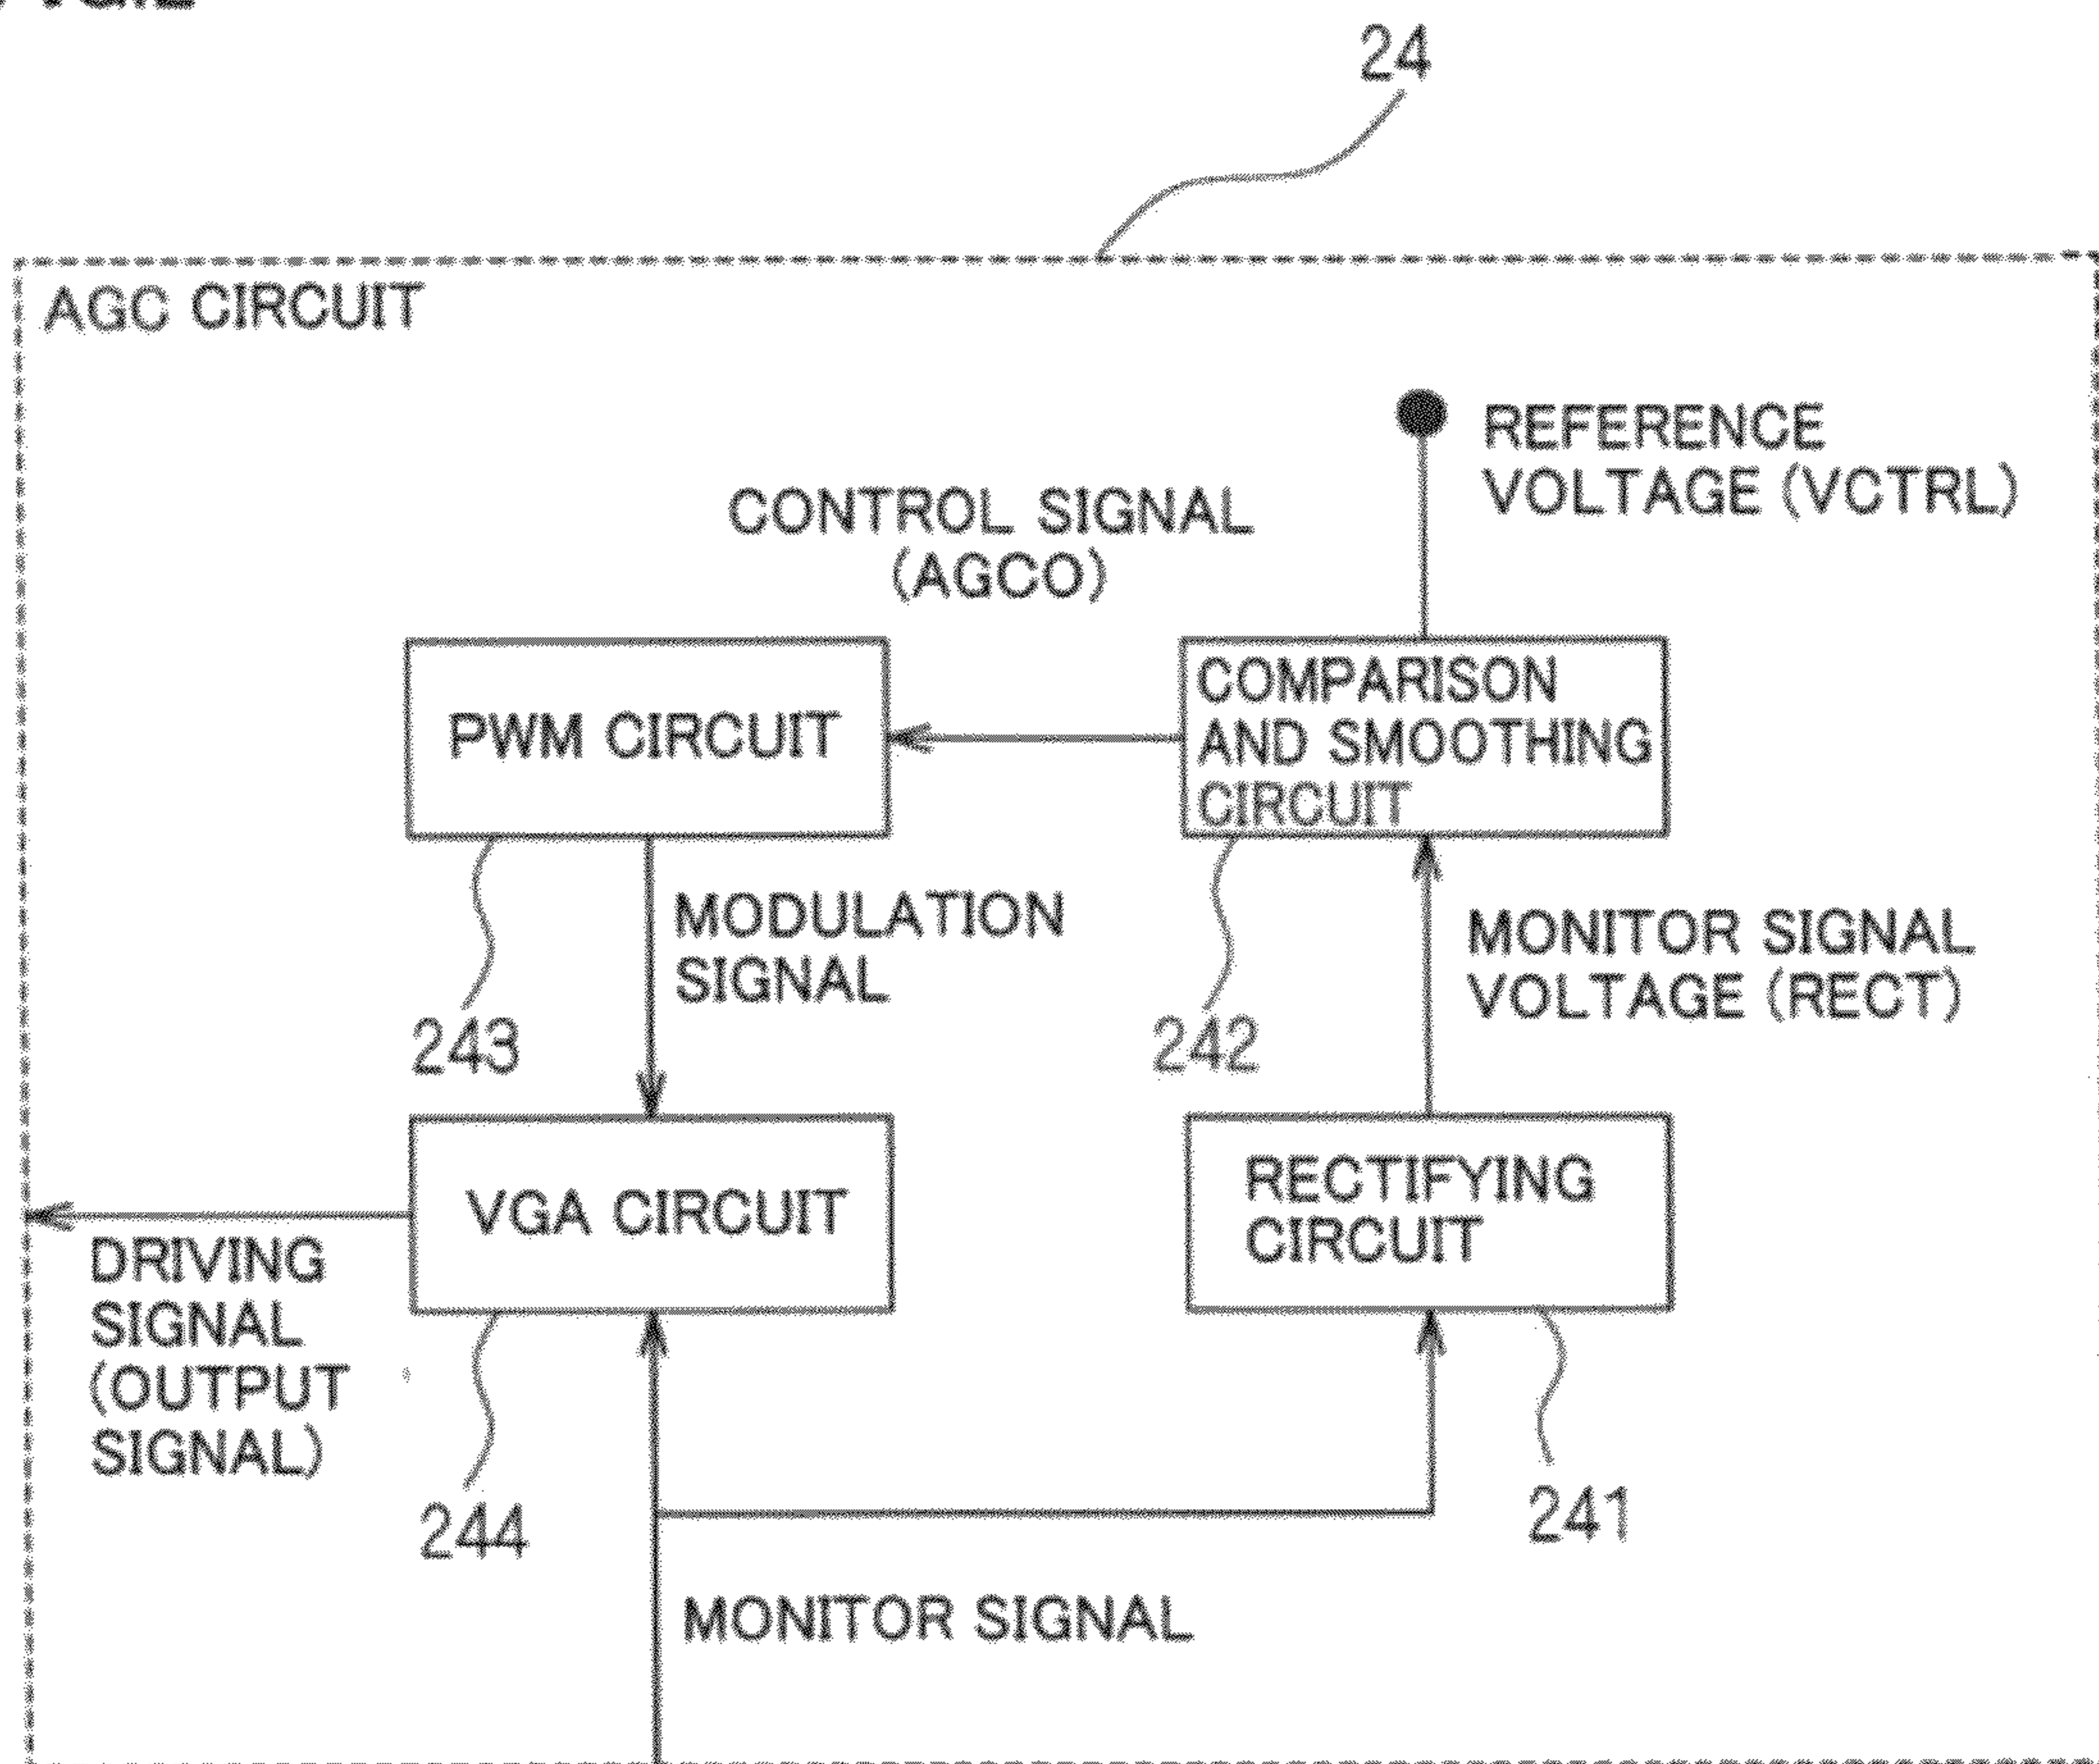 24
AGC CIRCUIT
REFERENCE
VOLTAGE (VCTRL)
CONTROL SIGNAL
(AGCO)
PWM CIRCUIT
COMPARISON
AND SMOOTHING
CIRCUIT
MODULATION
SIGNAL
MONITOR SIGNAL
VOLTAGE (RECT)
243
242
VGA CIRCUIT
RECTIFYING
CIRCUIT
DRIVING
SIGNAL
(OUTPUT
SIGNAL)
244
241
MONITOR SIGNAL